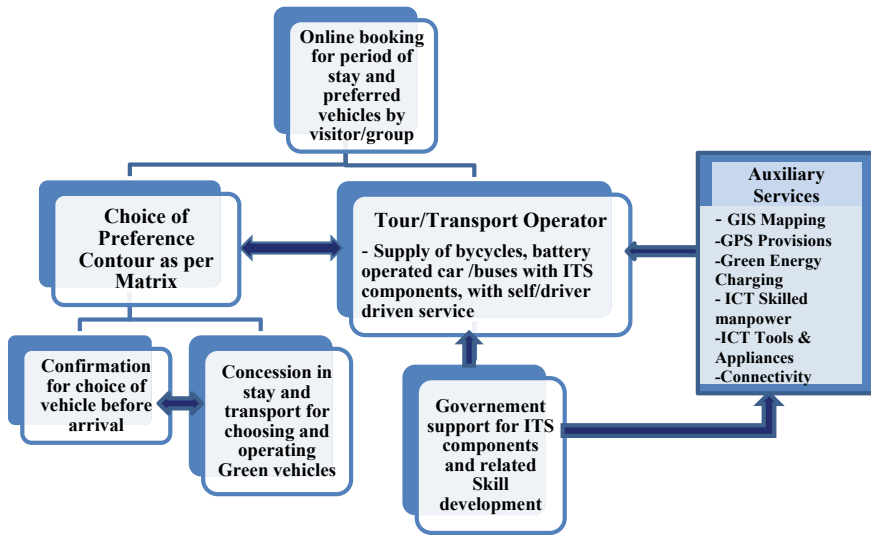 Online booking
for period of
stay and
preferred
vehicles by
visitor/group
Choice of
Preference
Contour as per
Matrix
Tour/Transport Operator
- Supply of bycycles, battery
operated car /buses with ITS
components, with self/driver
driven service
Auxiliary
Services
- GIS Mapping
-GPS Provisions
-Green Energy
Charging
- ICT Skilled
manpower
-ICT Tools &
Appliances
-Connectivity
Confirmation
for choice of
vehicle before
arrival
Concession in
stay and
transport for
choosing and
operating
Green vehicles
Governement
support for ITS
components
and related
Skill
development